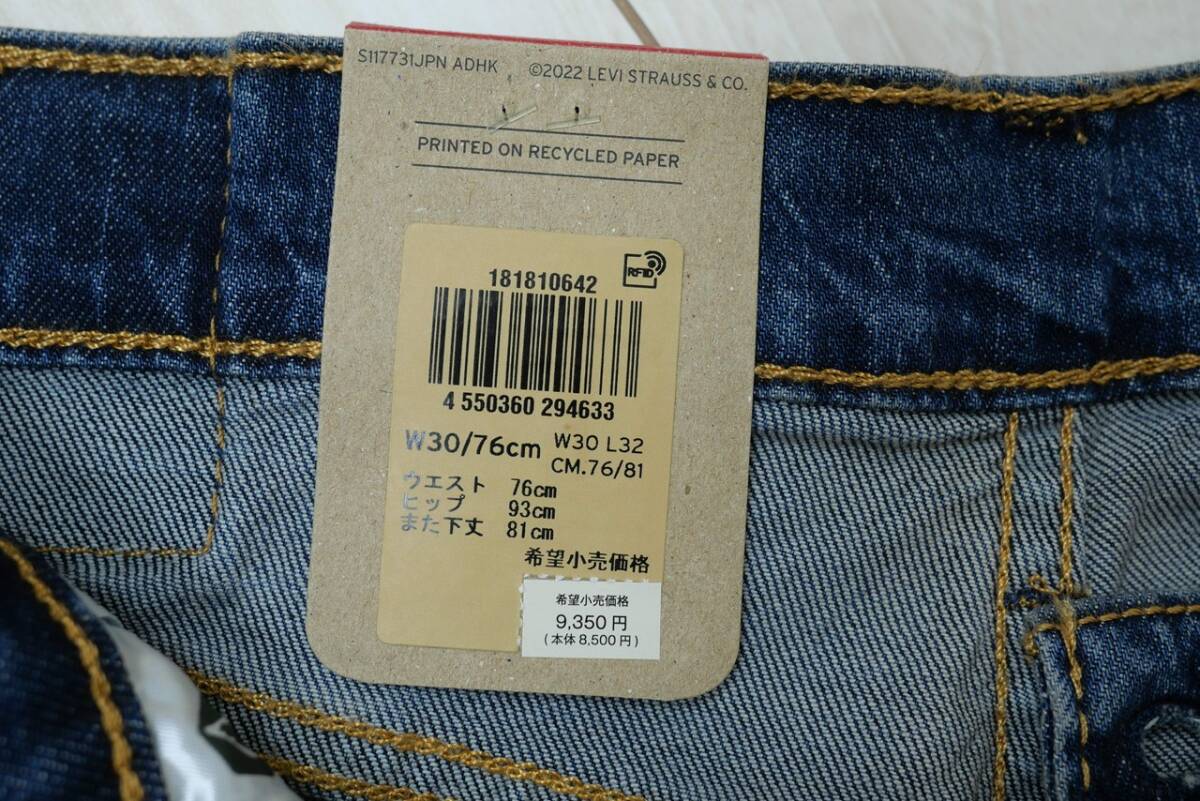 S117731JPN ADHK ©2022 LEVI STRAUSS & CO.
PRINTED ON RECYCLED PAPER
RFID
181810642
4 550360 294633
W30/76cm W30 L32
CM.76/81
ウエスト 76cm
ヒップ 93cm
また下丈 81cm
希望小売価格
希望小売価格
9,350円
(本体8,500円)